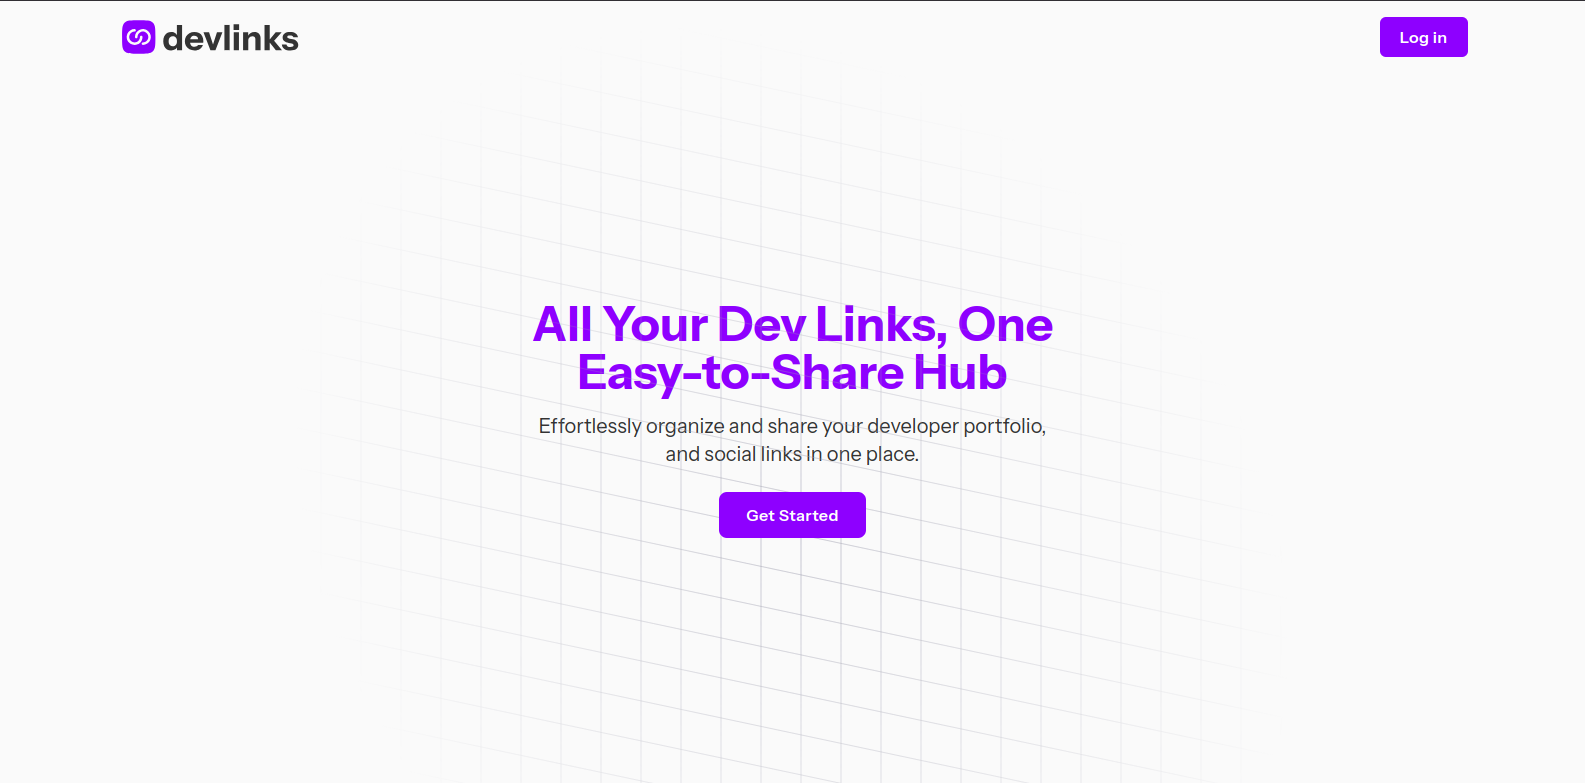 devlinks
Log in
All Your Dev Links, One
Easy-to-Share Hub
Effortlessly organize and share your developer portfolio,
and social links in one place.
Get Started